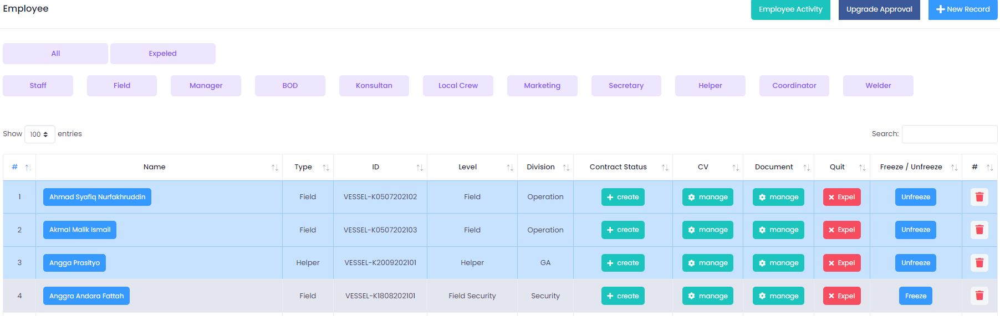 Employee Employee Activity Upgrade Approval New Record
All Expeled
Staff Field Manager BOD Konsultan Local Crew Marketing Secretary Helper Coordinator Welder
Show 100 entries Search:
# Name Type ID Level Division Contract Status CV Document Quit Freeze / Unfreeze #
1 Ahmad Syafiq Nurfakhruddin Field VESSEL-K0507202102 Field Operation create manage manage Expel Unfreeze
2 Akmal Malik Ismail Field VESSEL-K0507202103 Field Operation create manage manage Expel Unfreeze
3 Angga Prasityo Helper VESSEL-K2009202101 Helper GA create manage manage Expel Unfreeze
4 Anggra Andara Fattah Field VESSEL-K1808202101 Field Security Security create manage manage Expel Freeze